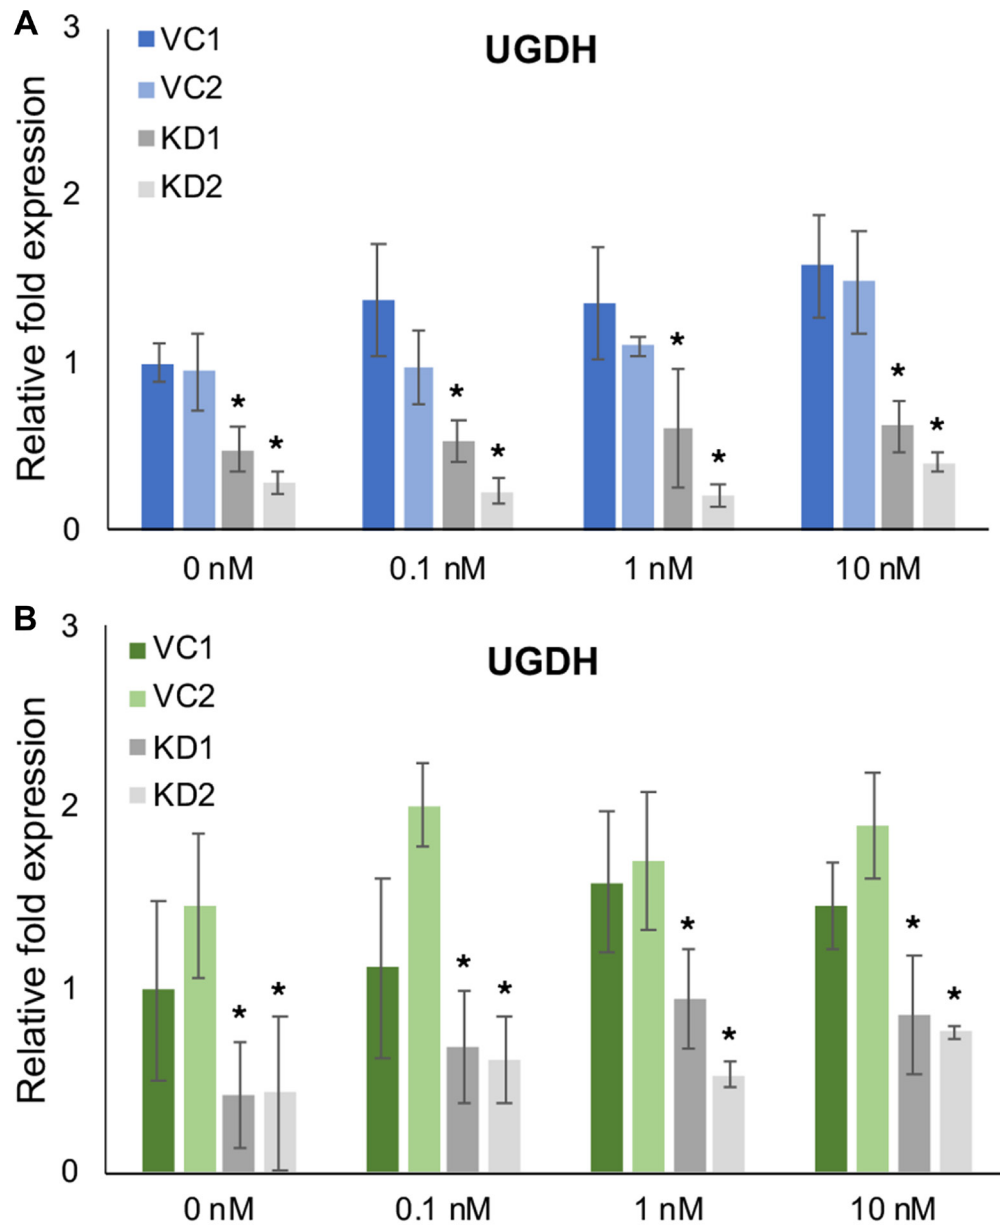 A
3
UGDH
VC1
VC2
KD1
KD2
Relative fold expression
2
1
0
*
*
*
*
*
*
*
*
0 nM
0.1 nM
1 nM
10 nM
B
3
UGDH
VC1
VC2
KD1
KD2
Relative fold expression
2
1
0
*
*
*
*
*
*
*
*
0 nM
0.1 nM
1 nM
10 nM